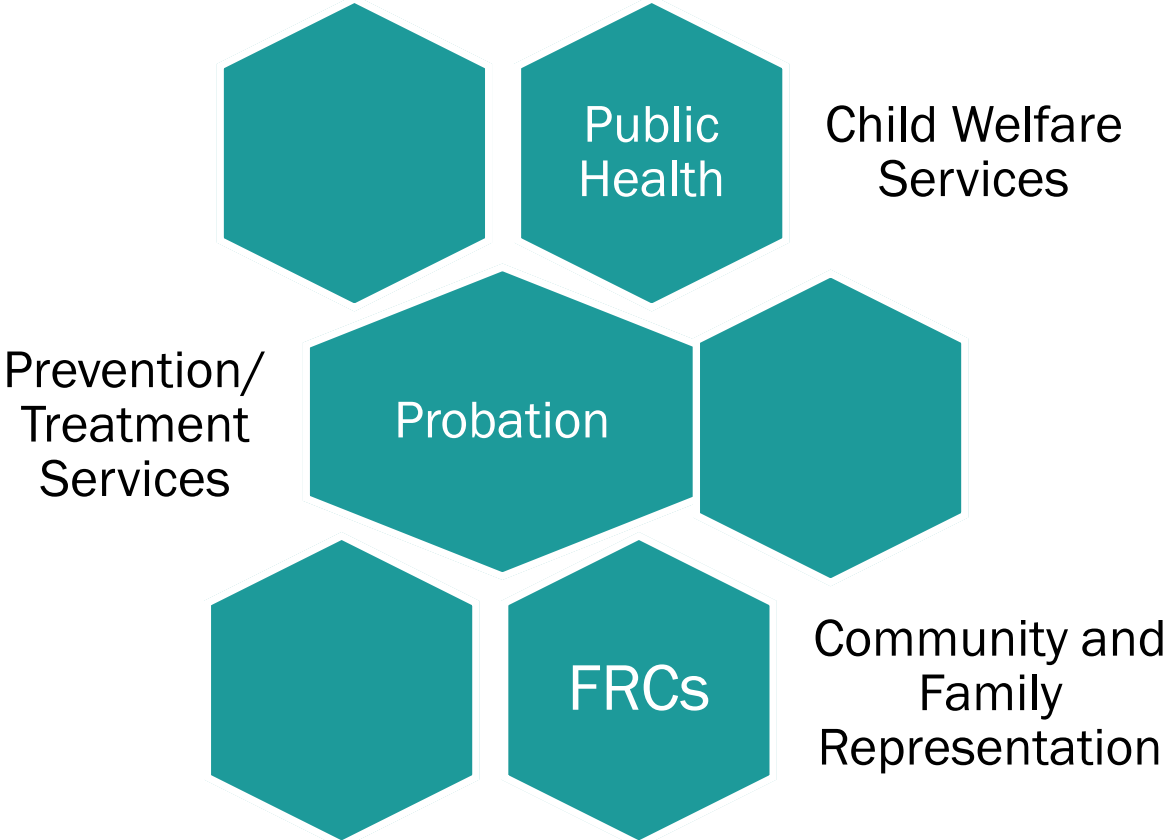 Public
Health
Child Welfare
Services
Prevention/
Treatment
Services
Probation
FRCs
Community and
Family
Representation